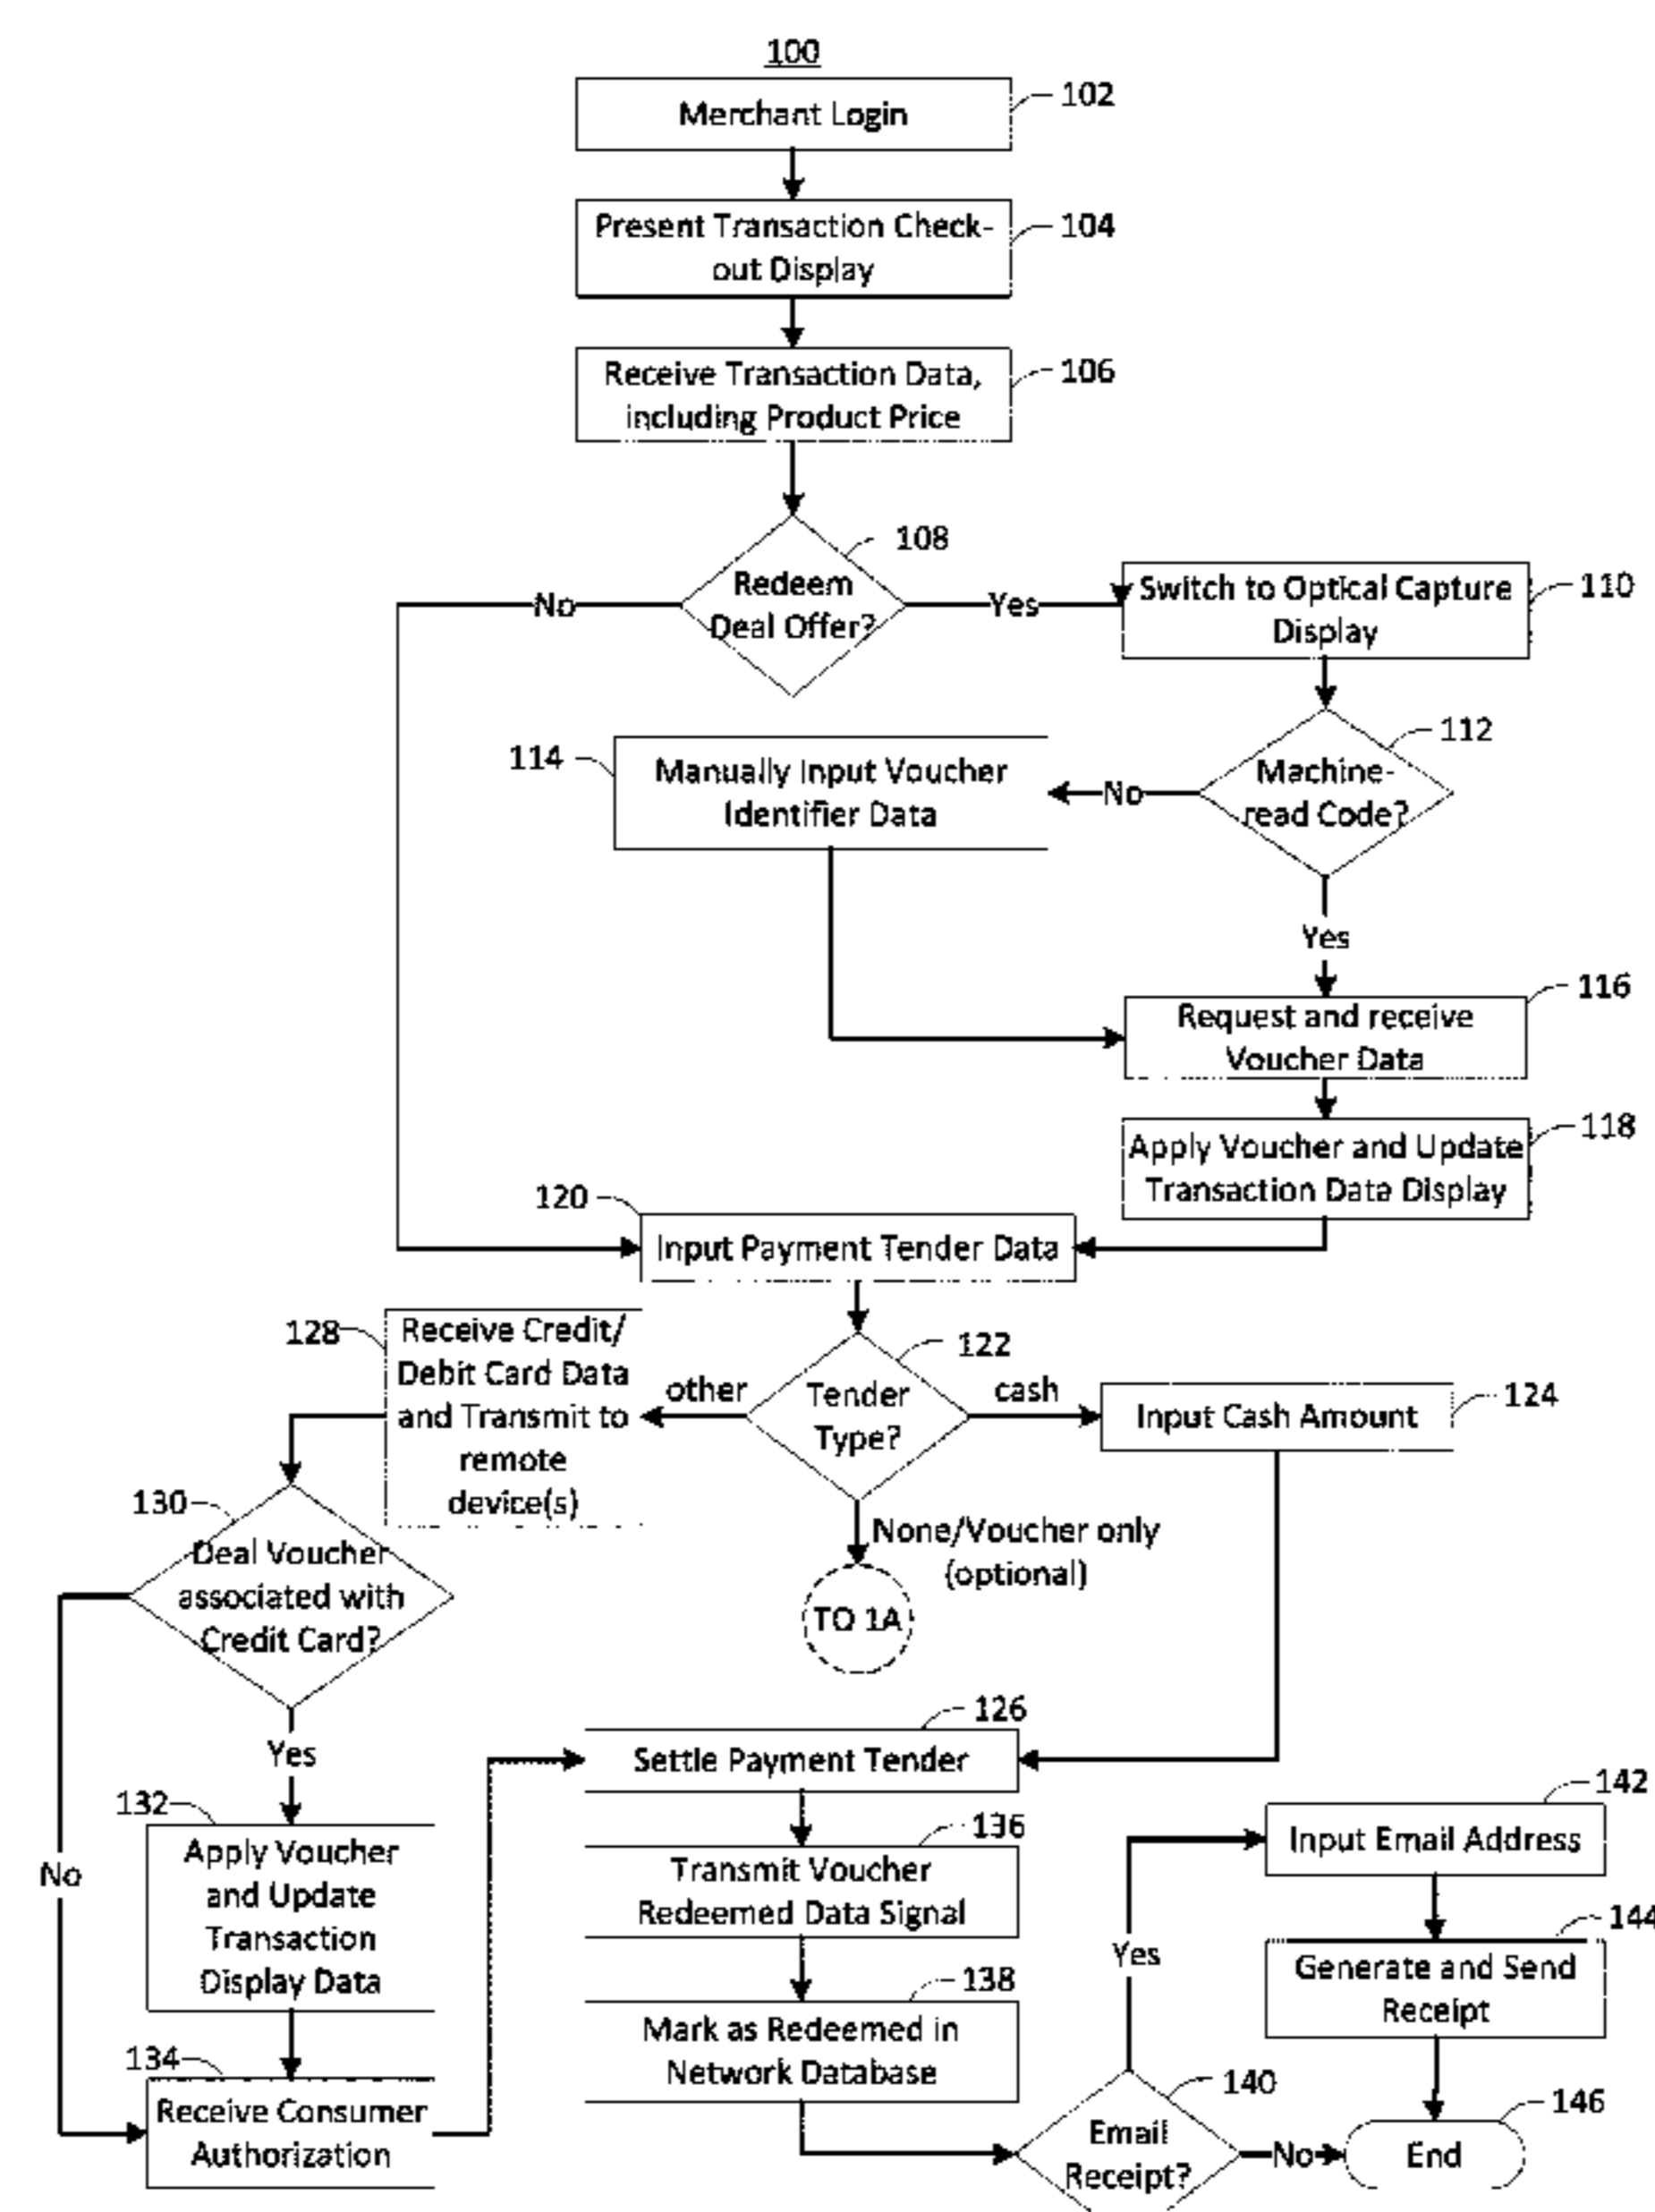 100
Merchant Login
102
Present Transaction Check-
out Display
104
Receive Transaction Data,
including Product Price
106
Redeem
Deal Offer?
108
No
Yes
Switch to Optical Capture
Display
110
Machine-
read Code?
112
No
Manually Input Voucher
Identifier Data
114
Yes
Request and receive
Voucher Data
116
Apply Voucher and Update
Transaction Data Display
118
120
Input Payment Tender Data
Tender
Type?
122
cash
Input Cash Amount
124
other
128
Receive Credit/
Debit Card Data
and Transmit to
remote
device(s)
None/Voucher only
(optional)
TO 1A
130
Deal Voucher
associated with
Credit Card?
Yes
No
132
Apply Voucher
and Update
Transaction
Display Data
134
Receive Consumer
Authorization
126
Settle Payment Tender
136
Transmit Voucher
Redeemed Data Signal
138
Mark as Redeemed in
Network Database
140
Email
Receipt?
Yes
142
Input Email Address
144
Generate and Send
Receipt
No
146
End